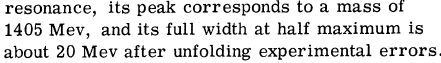 resonance, its peak corresponds to a mass of
1405 Mev, and its full width at half maximum is
about 20 Mev after unfolding experimental errors.